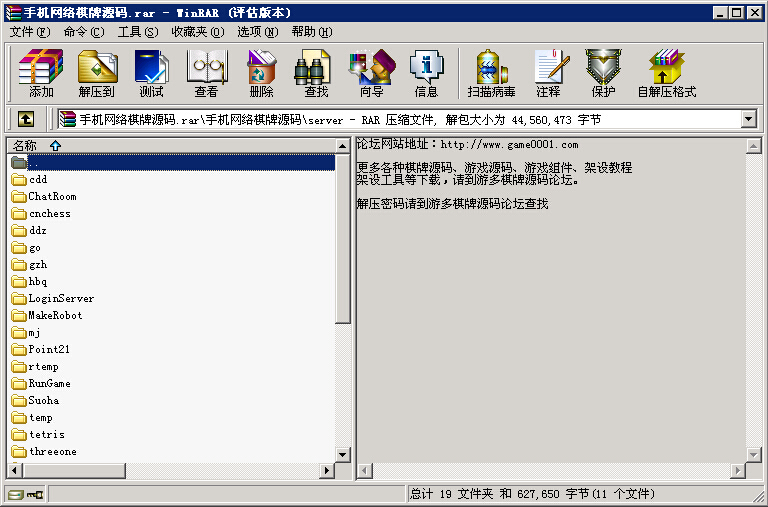 手机网络棋牌源码.rar - WinRAR (评估版本)
文件(F) 命令(C) 工具(S) 收藏夹(O) 选项(N) 帮助(H)
添加 解压到 测试 查看 删除 查找 向导 信息 扫描病毒 注释 保护 自解压格式
手机网络棋牌源码.rar\手机网络棋牌源码\server - RAR 压缩文件, 解包大小为 44,560,473 字节
名称
..
cdd
ChatRoom
cnchess
ddz
go
gzh
hbq
LoginServer
MakeRobot
mj
Point21
rtemp
RunGame
Suoha
temp
tetris
threeone
论坛网站地址：http://www.game0001.com
更多各种棋牌源码、游戏源码、游戏组件、架设教程
架设工具等下载，请到游多棋牌源码论坛。
解压密码请到游多棋牌源码论坛查找
总计 19 文件夹 和 627,650 字节(11 个文件)